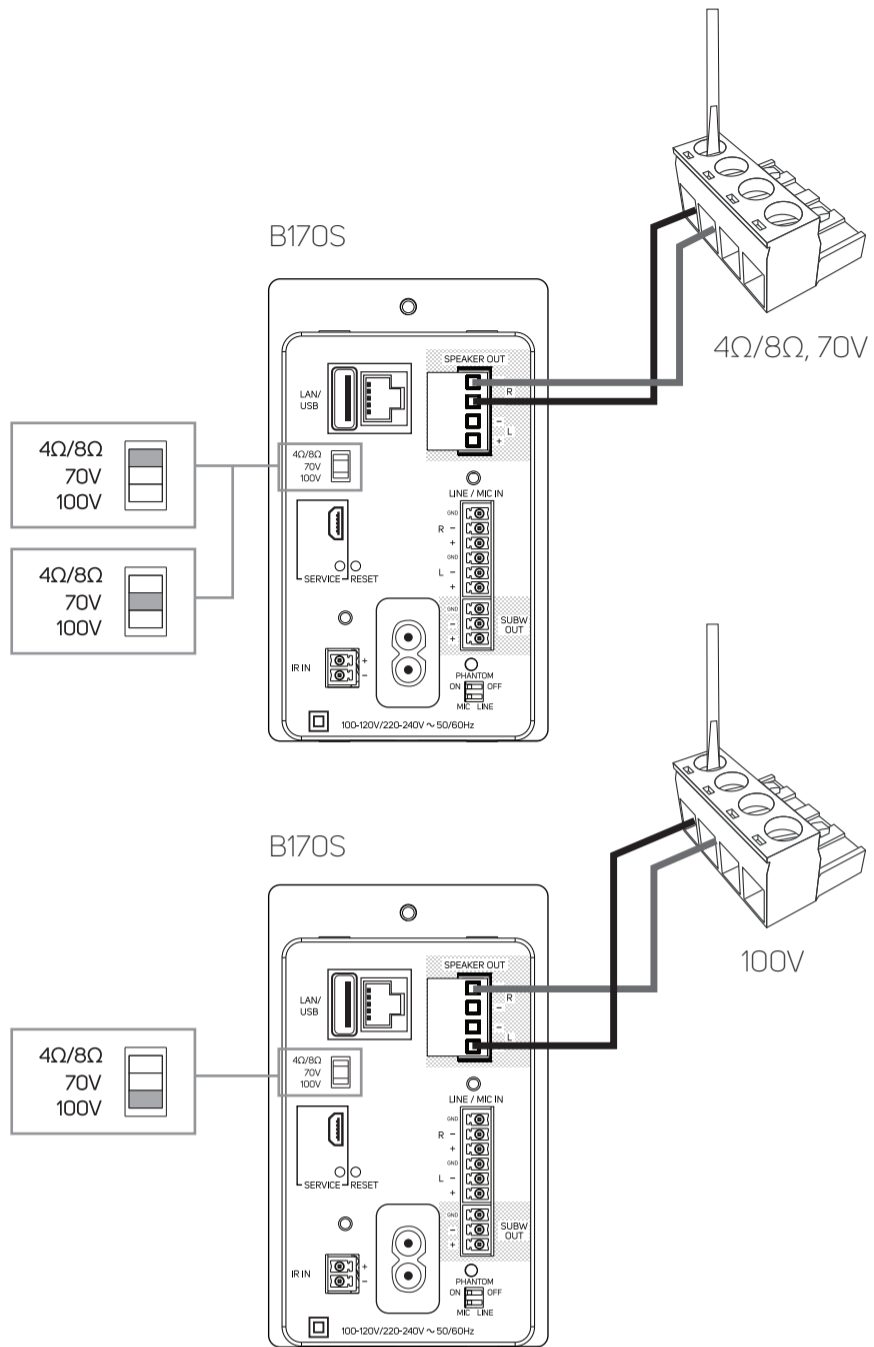 B170S
4Ω/8Ω, 70V
SPEAKER OUT
R
-
L
+
LAN/
USB
4Ω/8Ω
70V
100V
4Ω/8Ω
70V
100V
4Ω/8Ω
70V
100V
LINE / MIC IN
GND
R -
+
GND
L -
+
GND
-
+
SUBW
OUT
SERVICE
RESET
IR IN
+
-
PHANTOM
ON OFF
MIC LINE
100-120V/220-240V ~ 50/60Hz
B170S
100V
SPEAKER OUT
R
-
-
L
LAN/
USB
4Ω/8Ω
70V
100V
4Ω/8Ω
70V
100V
LINE / MIC IN
GND
R -
+
GND
L -
+
GND
-
+
SUBW
OUT
SERVICE
RESET
IR IN
+
-
PHANTOM
ON OFF
MIC LINE
100-120V/220-240V ~ 50/60Hz